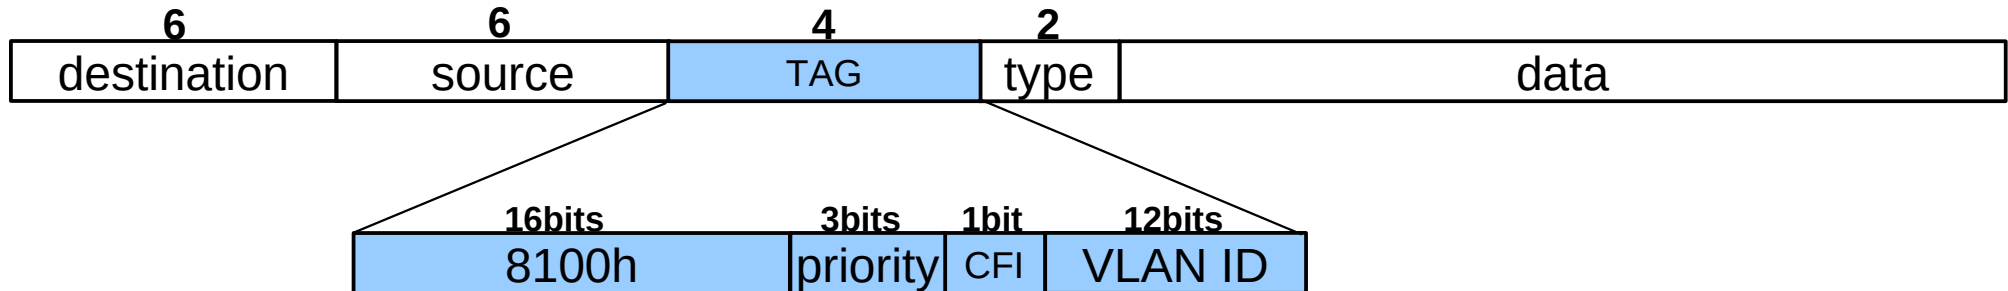 6 6 4 2
destination source TAG type data
16bits 3bits 1bit 12bits
8100h priority CFI VLAN ID